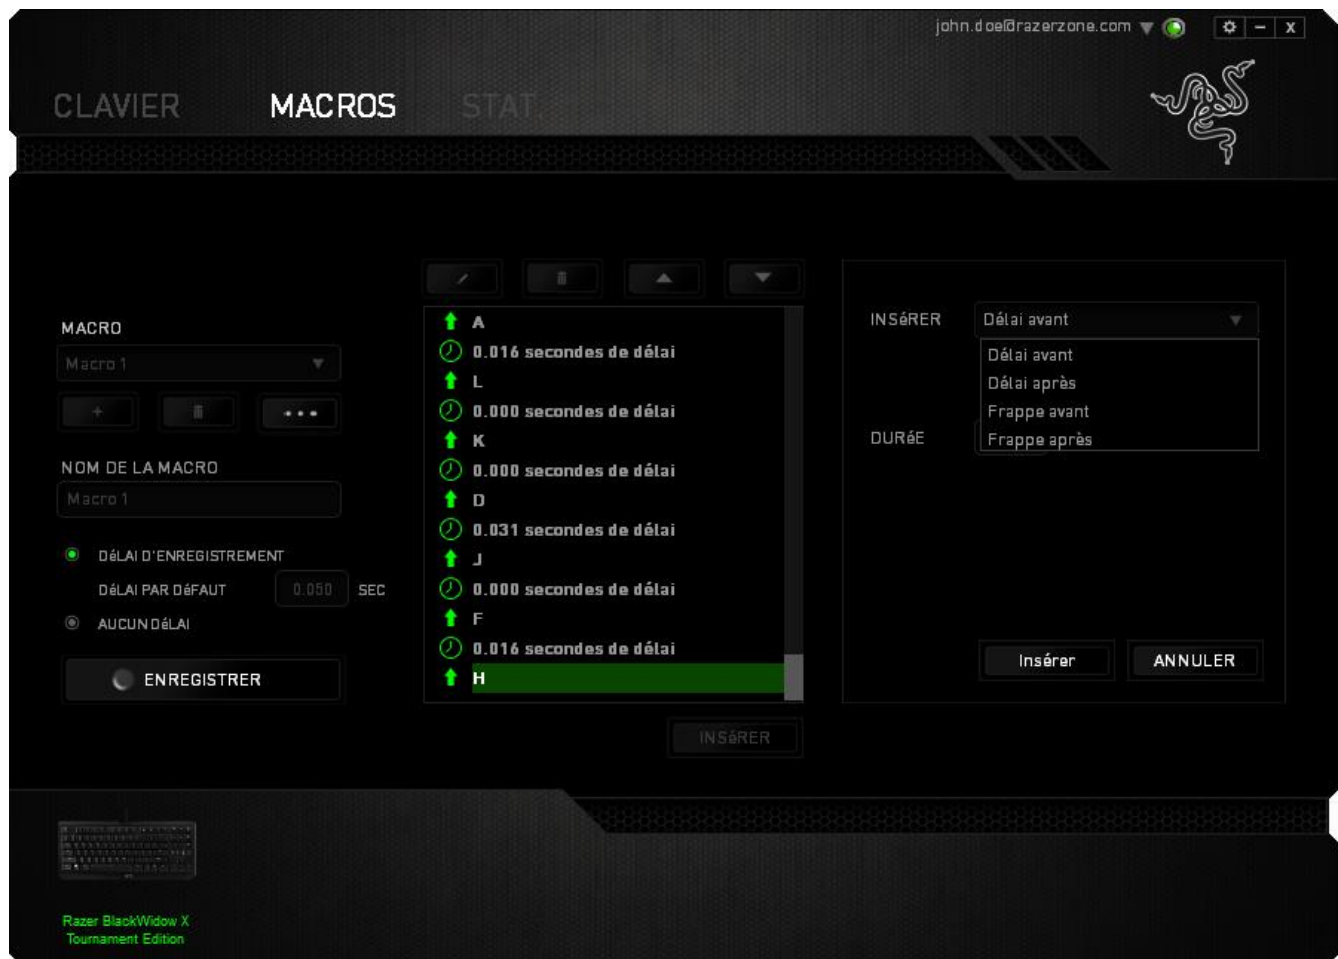 john.doe@razerzone.com
CLAVIER MACROS STAT
MACRO
Macro 1
NOM DE LA MACRO
Macro 1
DéLAI D'ENREGISTREMENT
DéLAI PAR DéFAUT 0.050 SEC
AUCUN DéLAI
ENREGISTRER
A
0.016 secondes de délai
L
0.000 secondes de délai
K
0.000 secondes de délai
D
0.031 secondes de délai
J
0.000 secondes de délai
F
0.016 secondes de délai
H
INSéRER
INSéRER Délai avant
Délai avant
Délai après
Frappe avant
Frappe après
DURéE
Insérer ANNULER
Razer BlackWidow X
Tournament Edition